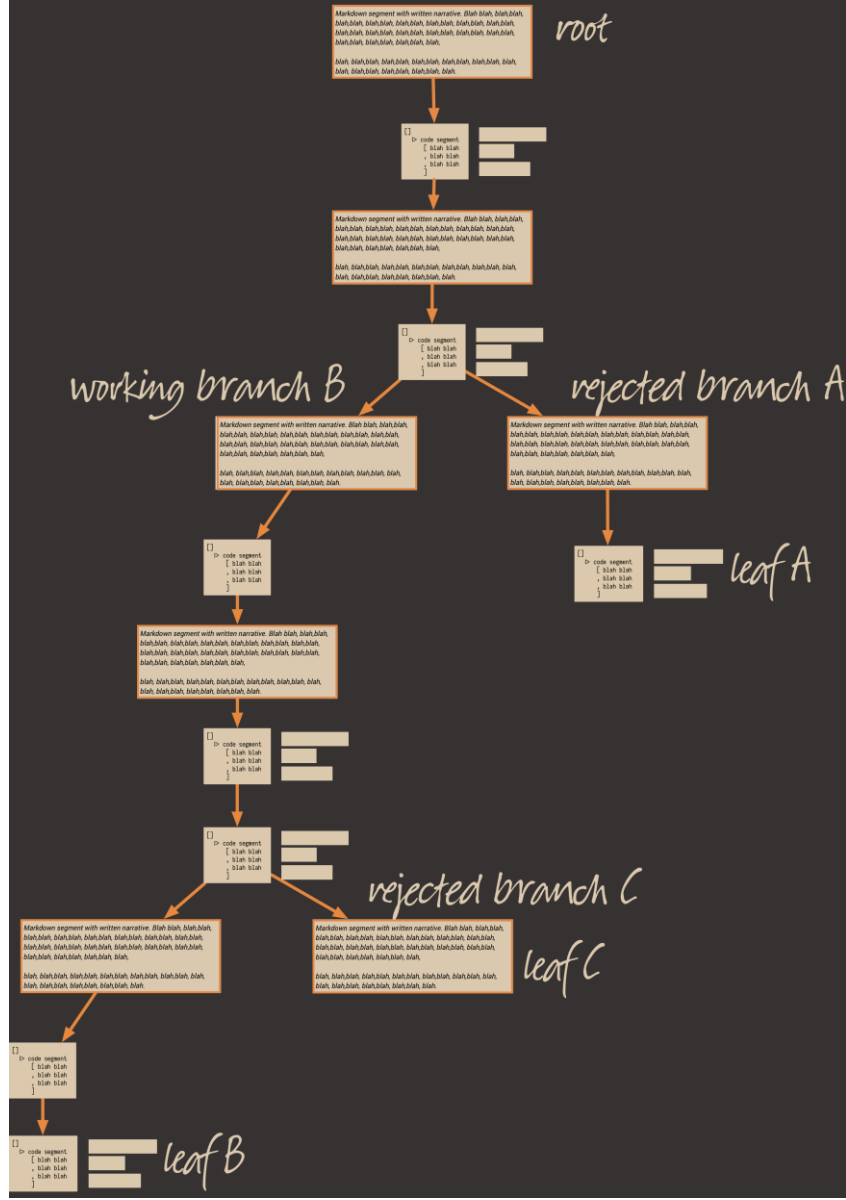 Markdown segment with written narrative. Blah blah, blah,blah,
blah,blah, blah,blah, blah,blah, blah,blah, blah,blah, blah,blah,
blah,blah, blah,blah, blah,blah, blah,blah, blah,blah, blah,blah,
blah,blah, blah,blah, blah,blah, blah,
blah, blah,blah, blah,blah, blah,blah, blah,blah, blah,blah, blah,
blah, blah,blah, blah,blah, blah,blah, blah.
root
[]
▷ code segment
[ blah blah
, blah blah
, blah blah
]
Markdown segment with written narrative. Blah blah, blah,blah,
blah,blah, blah,blah, blah,blah, blah,blah, blah,blah, blah,blah,
blah,blah, blah,blah, blah,blah, blah,blah, blah,blah, blah,blah,
blah,blah, blah,blah, blah,blah, blah,
blah, blah,blah, blah,blah, blah,blah, blah,blah, blah,blah, blah,
blah, blah,blah, blah,blah, blah,blah, blah.
[]
▷ code segment
[ blah blah
, blah blah
, blah blah
]
working branch B
rejected branch A
Markdown segment with written narrative. Blah blah, blah,blah,
blah,blah, blah,blah, blah,blah, blah,blah, blah,blah, blah,blah,
blah,blah, blah,blah, blah,blah, blah,blah, blah,blah, blah,blah,
blah,blah, blah,blah, blah,blah, blah,
blah, blah,blah, blah,blah, blah,blah, blah,blah, blah,blah, blah,
blah, blah,blah, blah,blah, blah,blah, blah.
Markdown segment with written narrative. Blah blah, blah,blah,
blah,blah, blah,blah, blah,blah, blah,blah, blah,blah, blah,blah,
blah,blah, blah,blah, blah,blah, blah,blah, blah,blah, blah,blah,
blah,blah, blah,blah, blah,blah, blah,
blah, blah,blah, blah,blah, blah,blah, blah,blah, blah,blah, blah,
blah, blah,blah, blah,blah, blah,blah, blah.
[]
▷ code segment
[ blah blah
, blah blah
, blah blah
]
[]
▷ code segment
[ blah blah
, blah blah
, blah blah
]
leaf A
Markdown segment with written narrative. Blah blah, blah,blah,
blah,blah, blah,blah, blah,blah, blah,blah, blah,blah, blah,blah,
blah,blah, blah,blah, blah,blah, blah,blah, blah,blah, blah,blah,
blah,blah, blah,blah, blah,blah, blah,
blah, blah,blah, blah,blah, blah,blah, blah,blah, blah,blah, blah,
blah, blah,blah, blah,blah, blah,blah, blah.
[]
▷ code segment
[ blah blah
, blah blah
, blah blah
]
[]
▷ code segment
[ blah blah
, blah blah
, blah blah
]
rejected branch C
Markdown segment with written narrative. Blah blah, blah,blah,
blah,blah, blah,blah, blah,blah, blah,blah, blah,blah, blah,blah,
blah,blah, blah,blah, blah,blah, blah,blah, blah,blah, blah,blah,
blah,blah, blah,blah, blah,blah, blah,
blah, blah,blah, blah,blah, blah,blah, blah,blah, blah,blah, blah,
blah, blah,blah, blah,blah, blah,blah, blah.
Markdown segment with written narrative. Blah blah, blah,blah,
blah,blah, blah,blah, blah,blah, blah,blah, blah,blah, blah,blah,
blah,blah, blah,blah, blah,blah, blah,blah, blah,blah, blah,blah,
blah,blah, blah,blah, blah,blah, blah,
blah, blah,blah, blah,blah, blah,blah, blah,blah, blah,blah, blah,
blah, blah,blah, blah,blah, blah,blah, blah.
leaf C
[]
▷ code segment
[ blah blah
, blah blah
, blah blah
]
[]
▷ code segment
[ blah blah
, blah blah
, blah blah
]
leaf B